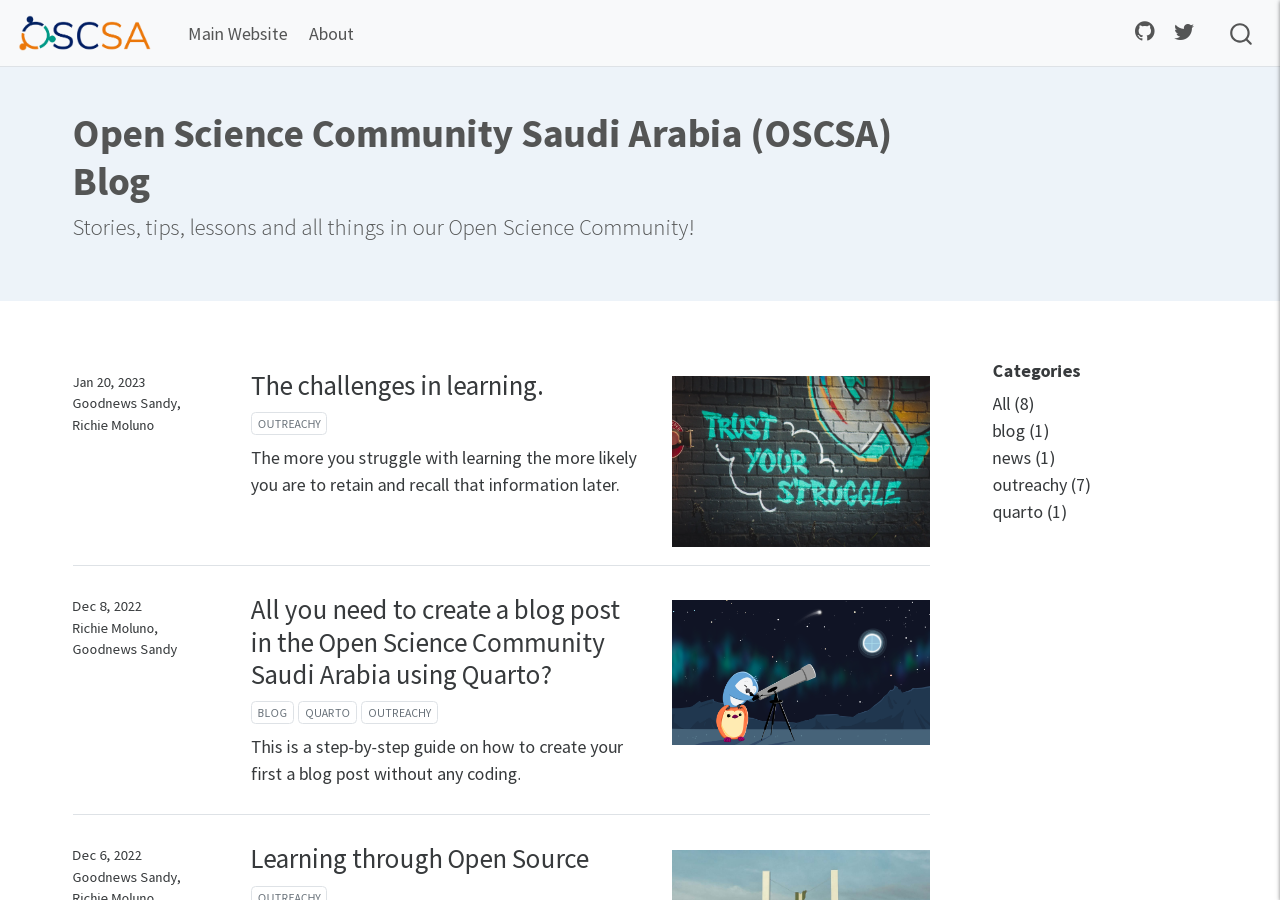 OSCSA
Main Website
About
Open Science Community Saudi Arabia (OSCSA)
Blog
Stories, tips, lessons and all things in our Open Science Community!
Jan 20, 2023
Goodnews Sandy,
Richie Moluno
The challenges in learning.
OUTREACHY
The more you struggle with learning the more likely
you are to retain and recall that information later.
TRUST
YOUR
STRUGGLE
Categories
All (8)
blog (1)
news (1)
outreachy (7)
quarto (1)
Dec 8, 2022
Richie Moluno,
Goodnews Sandy
All you need to create a blog post
in the Open Science Community
Saudi Arabia using Quarto?
BLOG
QUARTO
OUTREACHY
This is a step-by-step guide on how to create your
first a blog post without any coding.
Dec 6, 2022
Goodnews Sandy,
Richie Moluno
Learning through Open Source
OUTREACHY